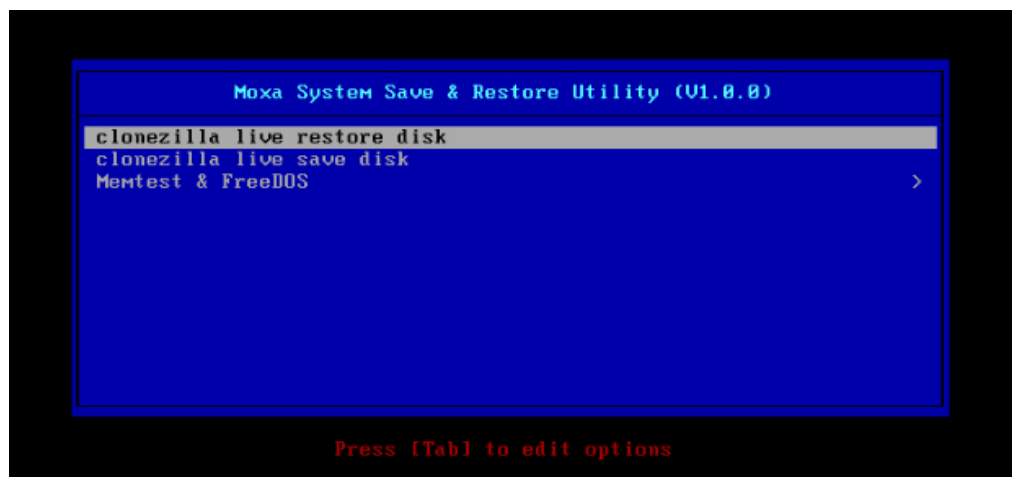 Moxa System Save & Restore Utility (V1.0.0)
clonezilla live restore disk
clonezilla live save disk
Memtest & FreeDOS >
Press [Tab] to edit options